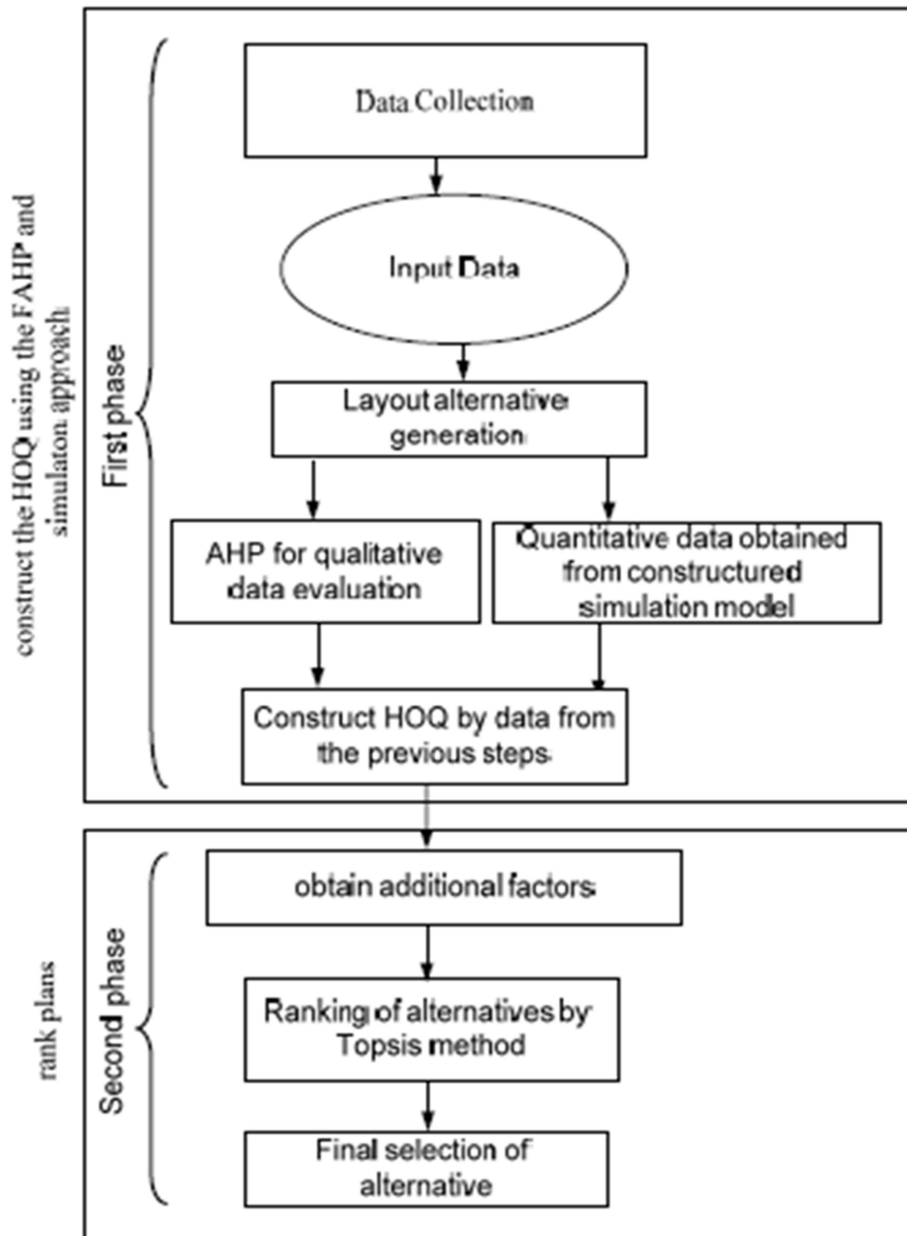 construct the HOQ using the FAHP and
simulaton approach
First phase
Data Collection
Input Data
Layout alternative
generation
AHP for qualitative
data evaluation
Quantitative data obtained
from constructured
simulation model
Construct HOQ by data from
the previous steps
rank plans
Second phase
obtain additional factors
Ranking of alternatives by
Topsis method
Final selection of
alternative